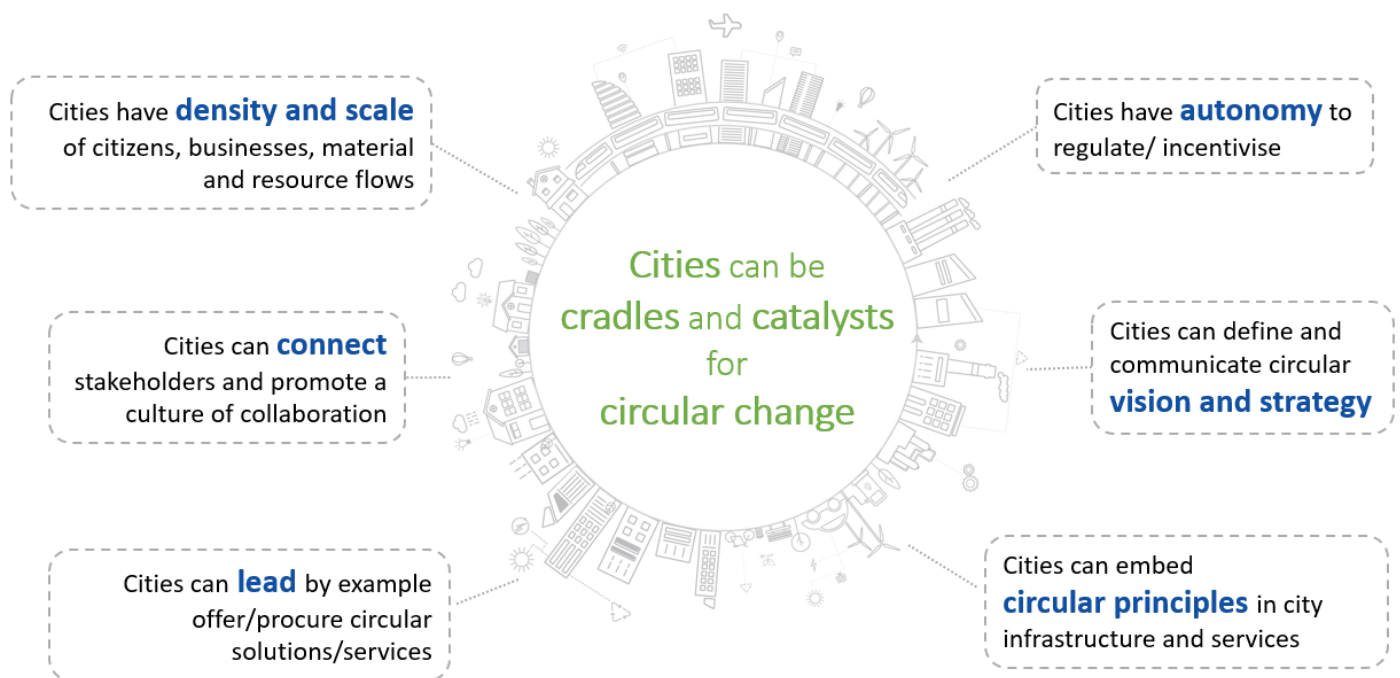 Cities have density and scale
of citizens, businesses, material
and resource flows
Cities can connect
stakeholders and promote a
culture of collaboration
Cities can lead by example
offer/procure circular
solutions/services
Cities can be
cradles and catalysts
for
circular change
Cities have autonomy to
regulate/ incentivise
Cities can define and
communicate circular
vision and strategy
Cities can embed
circular principles in city
infrastructure and services